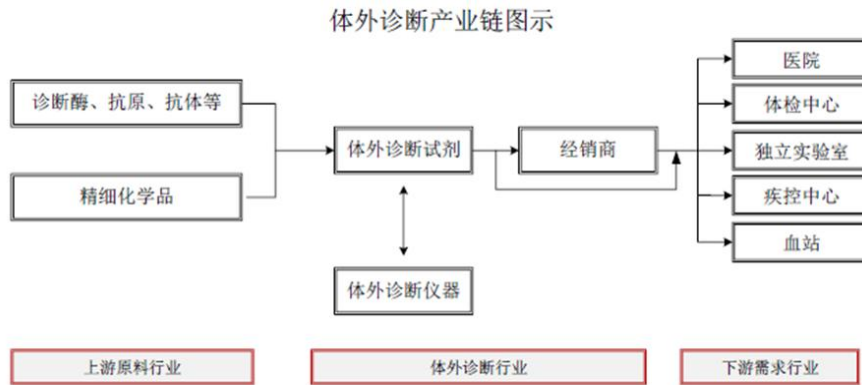 体外诊断产业链图示
诊断酶、抗原、抗体等
精细化学品
体外诊断试剂
体外诊断仪器
经销商
医院
体检中心
独立实验室
疾控中心
血站
上游原料行业
体外诊断行业
下游需求行业